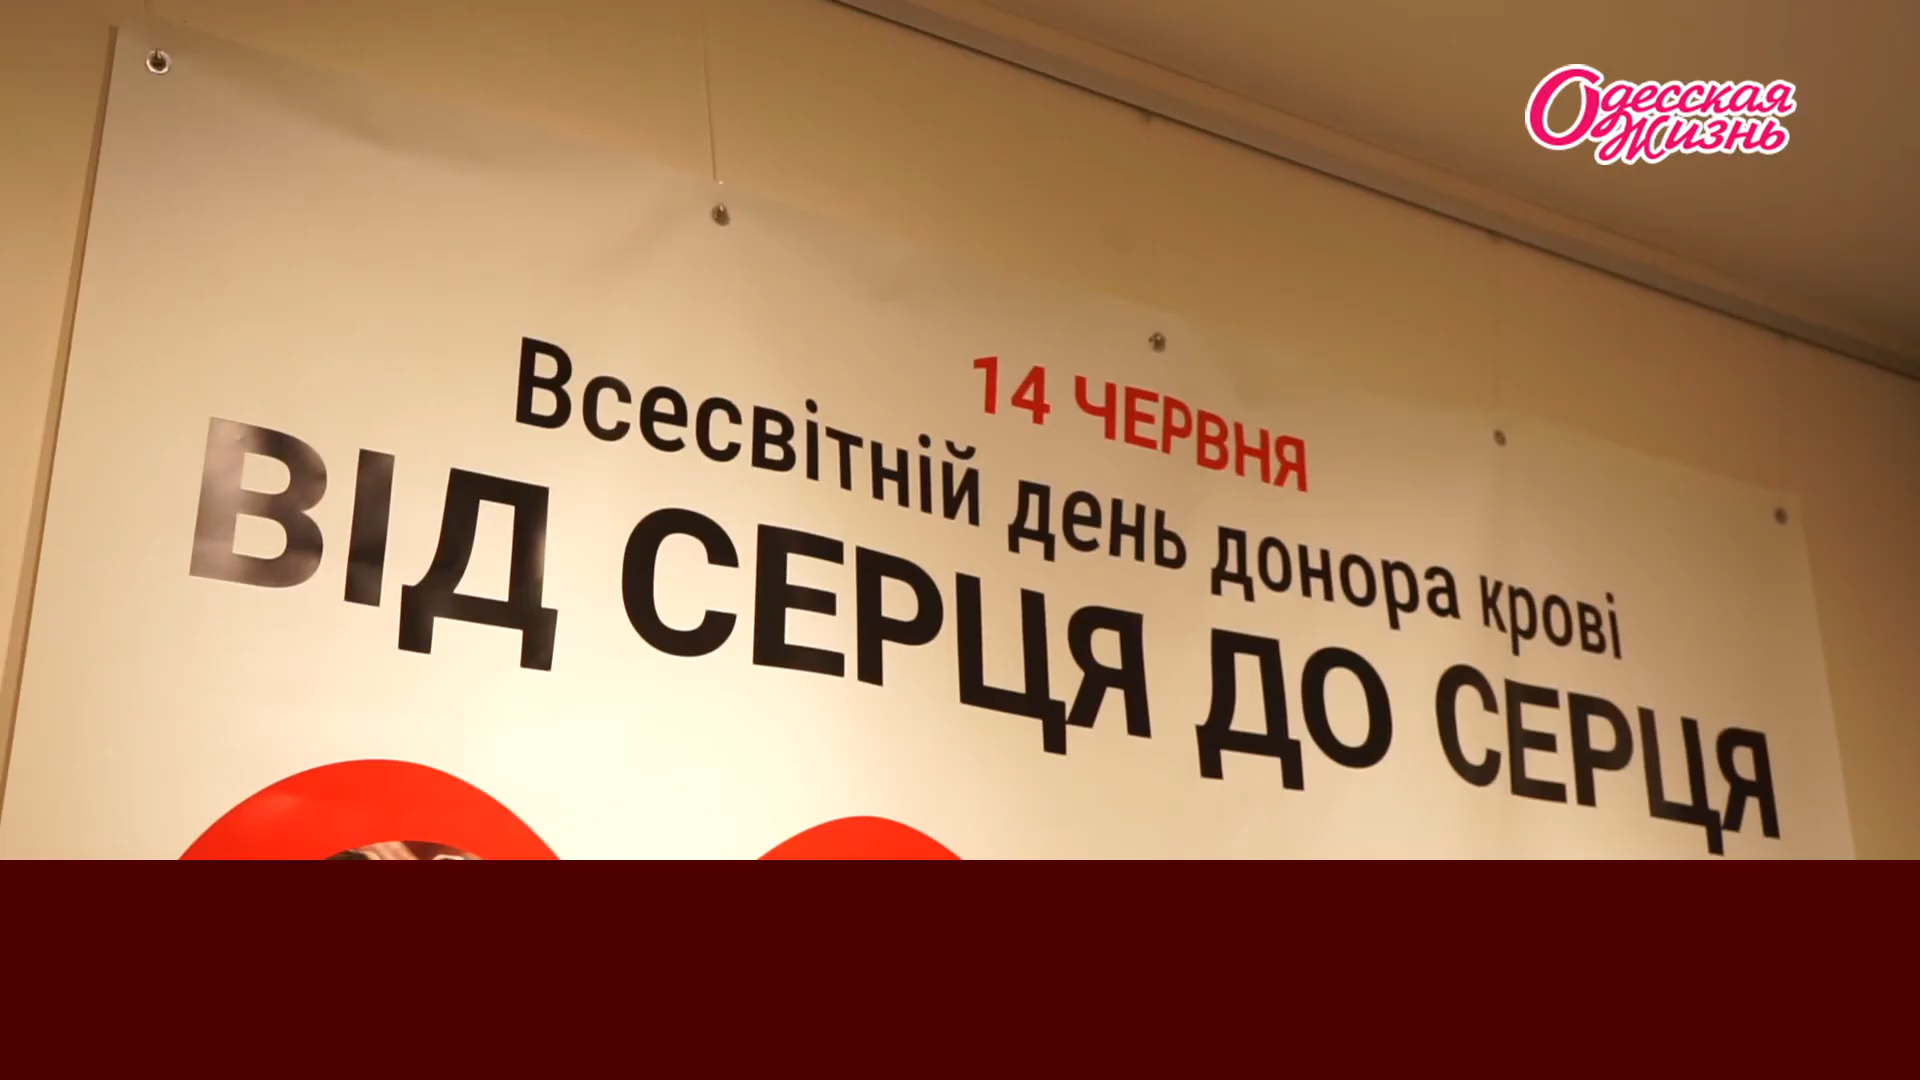 Одесская
Жизнь
14 ЧЕРВНЯ
Всесвітній день донора крові
ВІД СЕРЦЯ ДО СЕРЦЯ